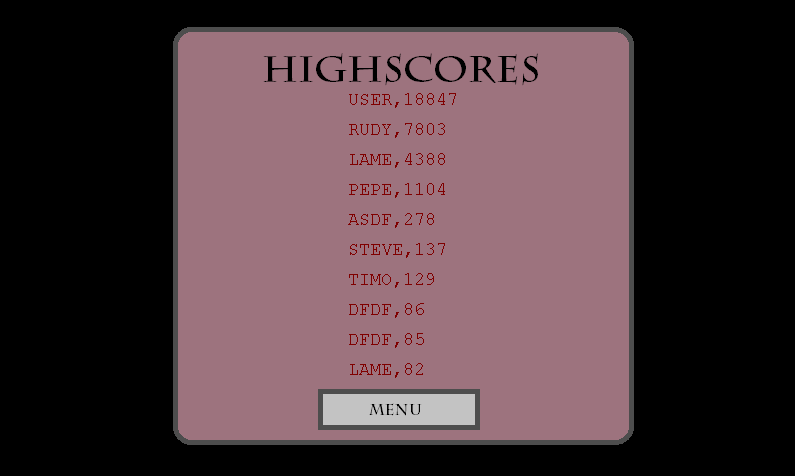 HIGHSCORES
USER,18847
RUDY,7803
LAME,4388
PEPE,1104
ASDF,278
STEVE,137
TIMO,129
DFDF,86
DFDF,85
LAME,82
MENU